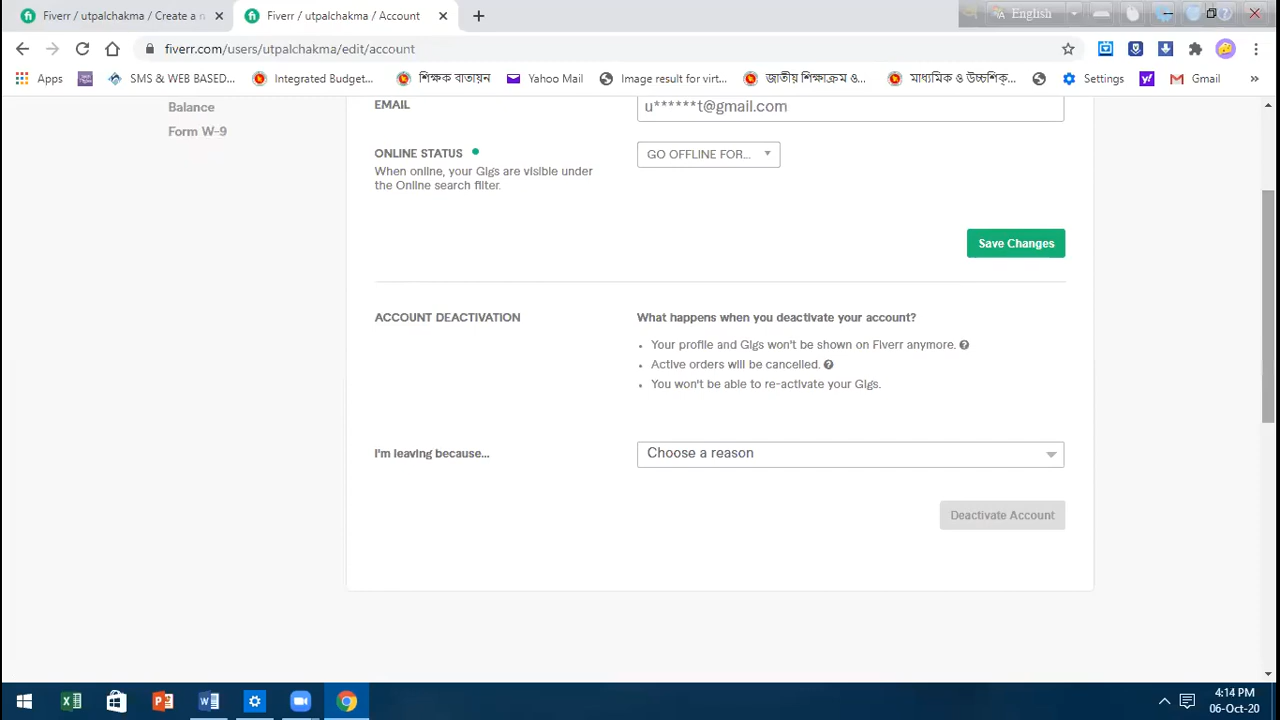 Fiverr / utpalchakma / Create a n
Fiverr / utpalchakma / Account
English
fiverr.com/users/utpalchakma/edit/account
Apps
SMS & WEB BASED...
Integrated Budget...
শিক্ষক বাতায়ন
Yahoo Mail
Image result for virt...
জাতীয় শিক্ষাক্রম ও...
মাধ্যমিক ও উচ্চশিক্...
Settings
Gmail
Balance
Form W-9
EMAIL
u******t@gmail.com
ONLINE STATUS
When online, your Gigs are visible under
the Online search filter.
GO OFFLINE FOR...
Save Changes
ACCOUNT DEACTIVATION
What happens when you deactivate your account?
Your profile and Gigs won't be shown on Fiverr anymore.
Active orders will be cancelled.
You won't be able to re-activate your Gigs.
I'm leaving because...
Choose a reason
Deactivate Account
4:14 PM
06-Oct-20